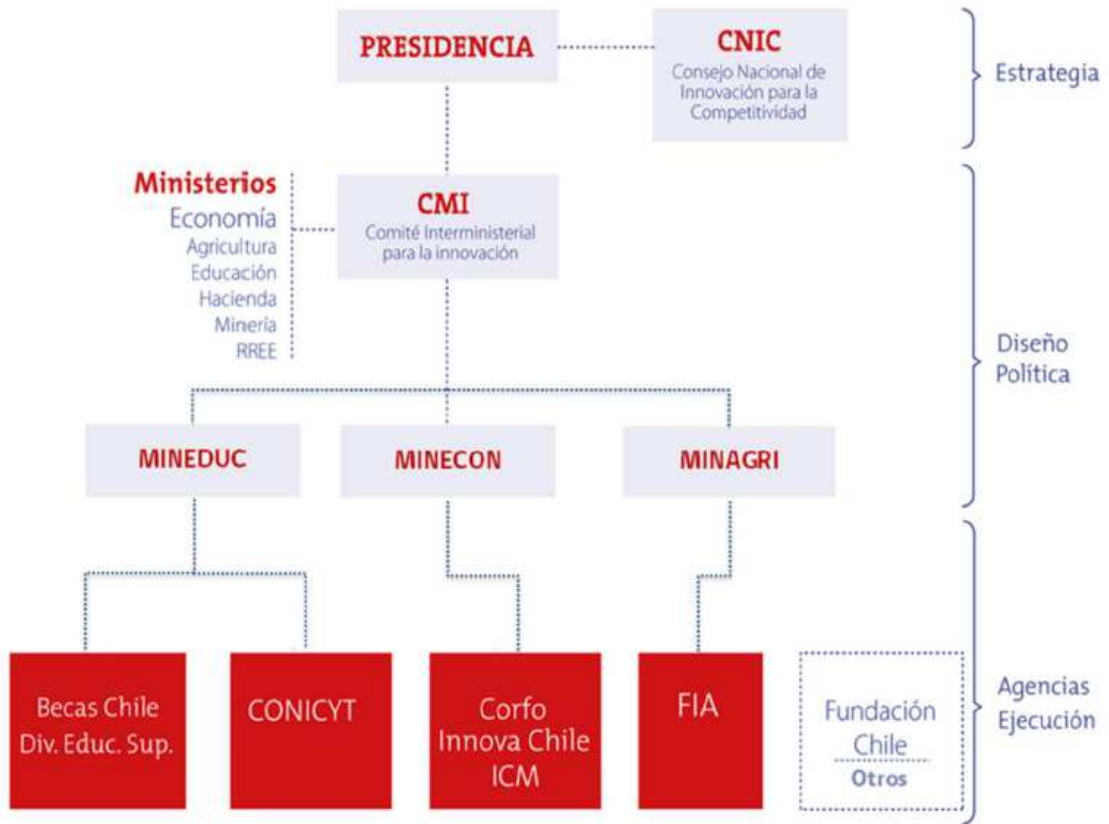 PRESIDENCIA
CNIC
Consejo Nacional de
Innovación para la
Competitividad
Estrategia
Ministerios
Economía
Agricultura
Educación
Hacienda
Minería
RREE
CMI
Comité Interministerial
para la innovación
Diseño
Política
MINEDUC
MINECON
MINAGRI
Becas Chile
Div. Educ. Sup.
CONICYT
Corfo
Innova Chile
ICM
FIA
Fundación
Chile
Otros
Agencias
Ejecución